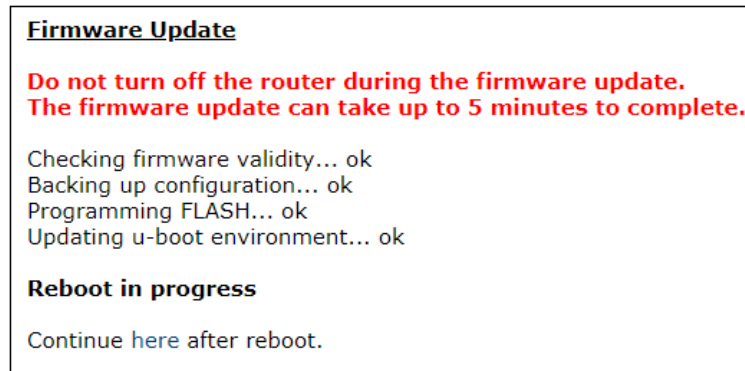 Firmware Update
Do not turn off the router during the firmware update.
The firmware update can take up to 5 minutes to complete.
Checking firmware validity... ok
Backing up configuration... ok
Programming FLASH... ok
Updating u-boot environment... ok
Reboot in progress
Continue here after reboot.